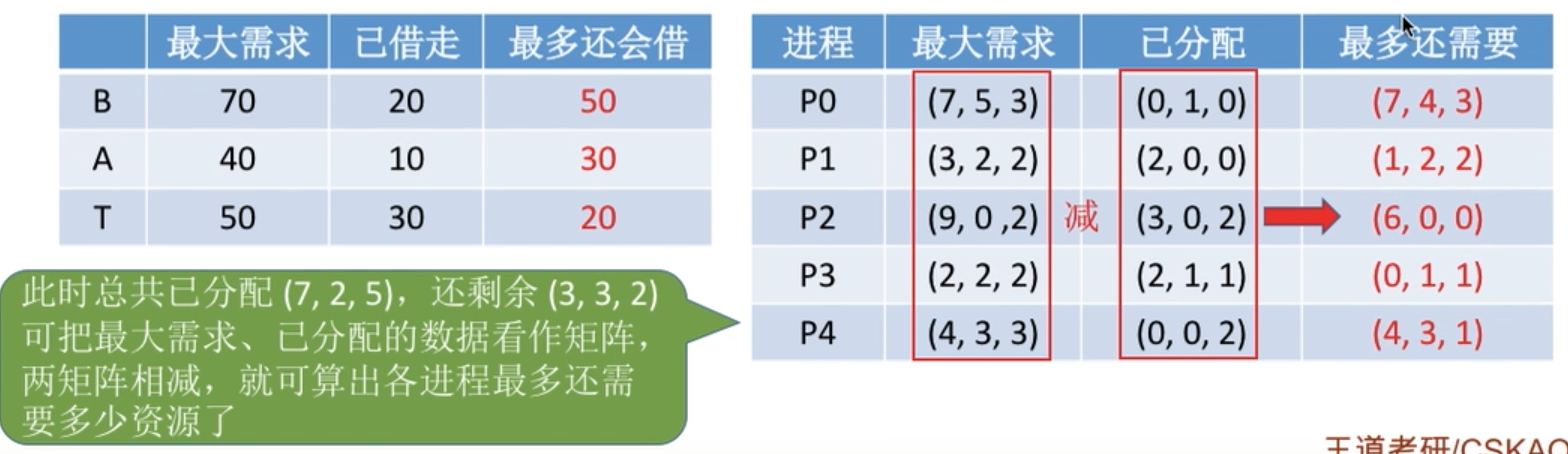 最大需求 已借走 最多还会借
B 70 20 50
A 40 10 30
T 50 30 20
进程 最大需求 已分配 最多还需要
P0 (7, 5, 3) (0, 1, 0) (7, 4, 3)
P1 (3, 2, 2) (2, 0, 0) (1, 2, 2)
P2 (9, 0 ,2) 减 (3, 0, 2) (6, 0, 0)
P3 (2, 2, 2) (2, 1, 1) (0, 1, 1)
P4 (4, 3, 3) (0, 0, 2) (4, 3, 1)
此时总共已分配 (7, 2, 5)，还剩余 (3, 3, 2)
可把最大需求、已分配的数据看作矩阵，
两矩阵相减，就可算出各进程最多还需
要多少资源了
王道考研/CSKAO